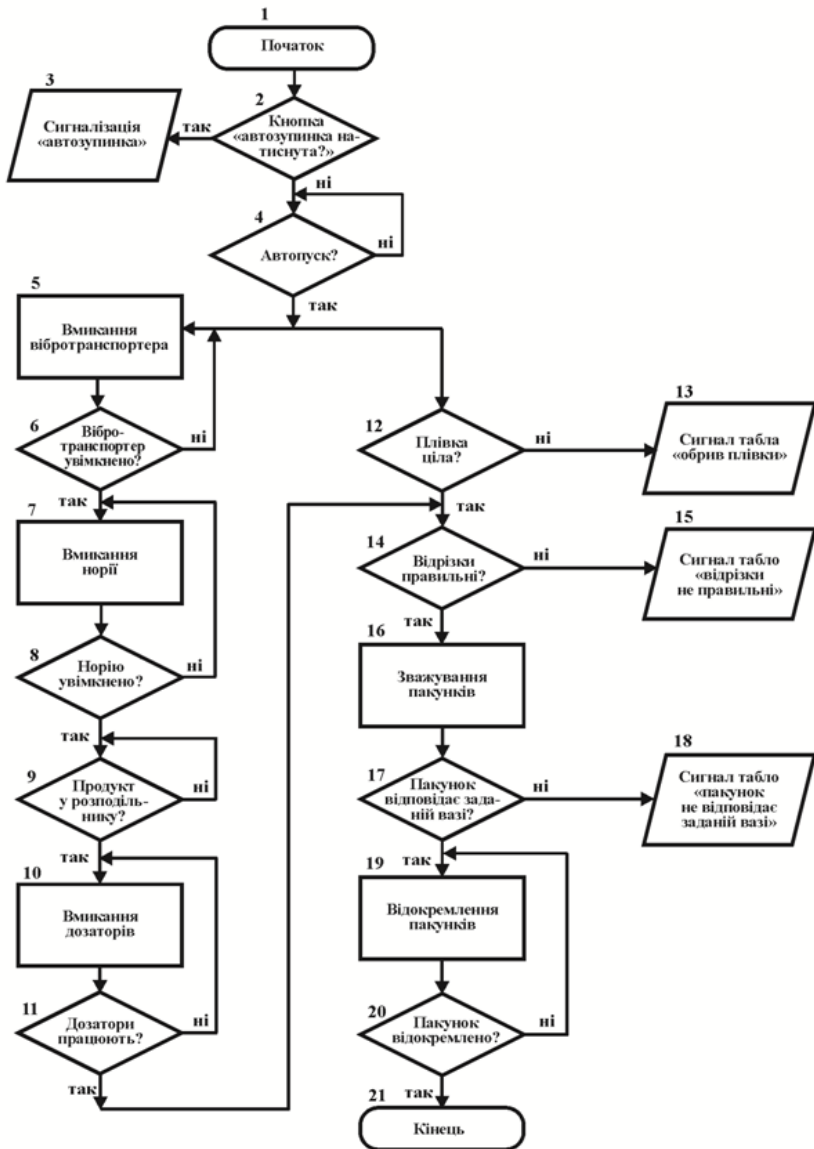 1
Початок
2
Кнопка
«автозупинка на-
тиснута?»
так
3
Сигналізація
«автозупинка»
ні
4
Автопуск?
ні
так
5
Вмикання
вібротранспортера
6
Вібро-
транспортер
увімкнено?
ні
так
7
Вмикання
норії
8
Норію
увімкнено?
ні
так
9
Продукт
у розподіль-
нику?
ні
так
10
Вмикання
дозаторів
11
Дозатори
працюють?
ні
так
12
Плівка
ціла?
ні
13
Сигнал табла
«обрив плівки»
так
14
Відрізки
правильні?
ні
15
Сигнал табло
«відрізки
не правильні»
так
16
Зважування
пакунків
17
Пакунок
відповідає зада-
ній вазі?
ні
18
Сигнал табло
«пакунок
не відповідає
заданій вазі»
так
19
Відокремлення
пакунків
20
Пакунок
відокремлено?
ні
так
21
Кінець